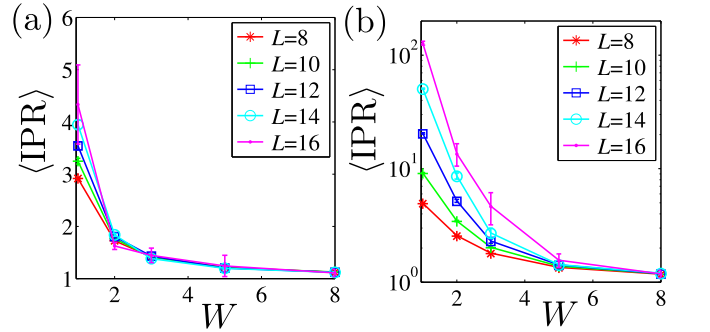 (a)
⟨IPR⟩
6
5
4
3
2
1
2
4
6
8
W
L=8
L=10
L=12
L=14
L=16
(b)
⟨IPR⟩
10²
10¹
10⁰
2
4
6
8
W
L=8
L=10
L=12
L=14
L=16